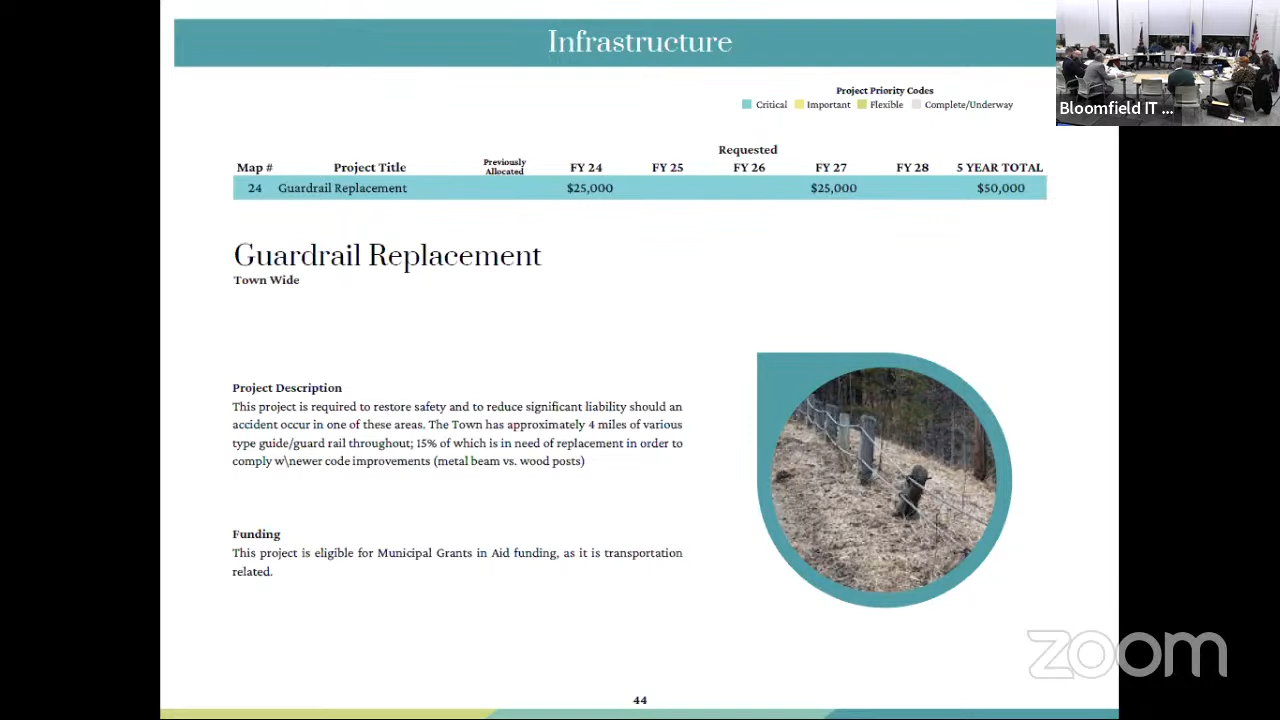 Infrastructure
Bloomfield IT ...
Project Priority Codes
Critical Important Flexible Complete/Underway
Requested
Map # Project Title Previously Allocated FY 24 FY 25 FY 26 FY 27 FY 28 5 YEAR TOTAL
24 Guardrail Replacement $25,000 $25,000 $50,000
Guardrail Replacement
Town Wide
Project Description
This project is required to restore safety and to reduce significant liability should an
accident occur in one of these areas. The Town has approximately 4 miles of various
type guide/guard rail throughout; 15% of which is in need of replacement in order to
comply w\newer code improvements (metal beam vs. wood posts)
Funding
This project is eligible for Municipal Grants in Aid funding, as it is transportation
related.
zoom
44